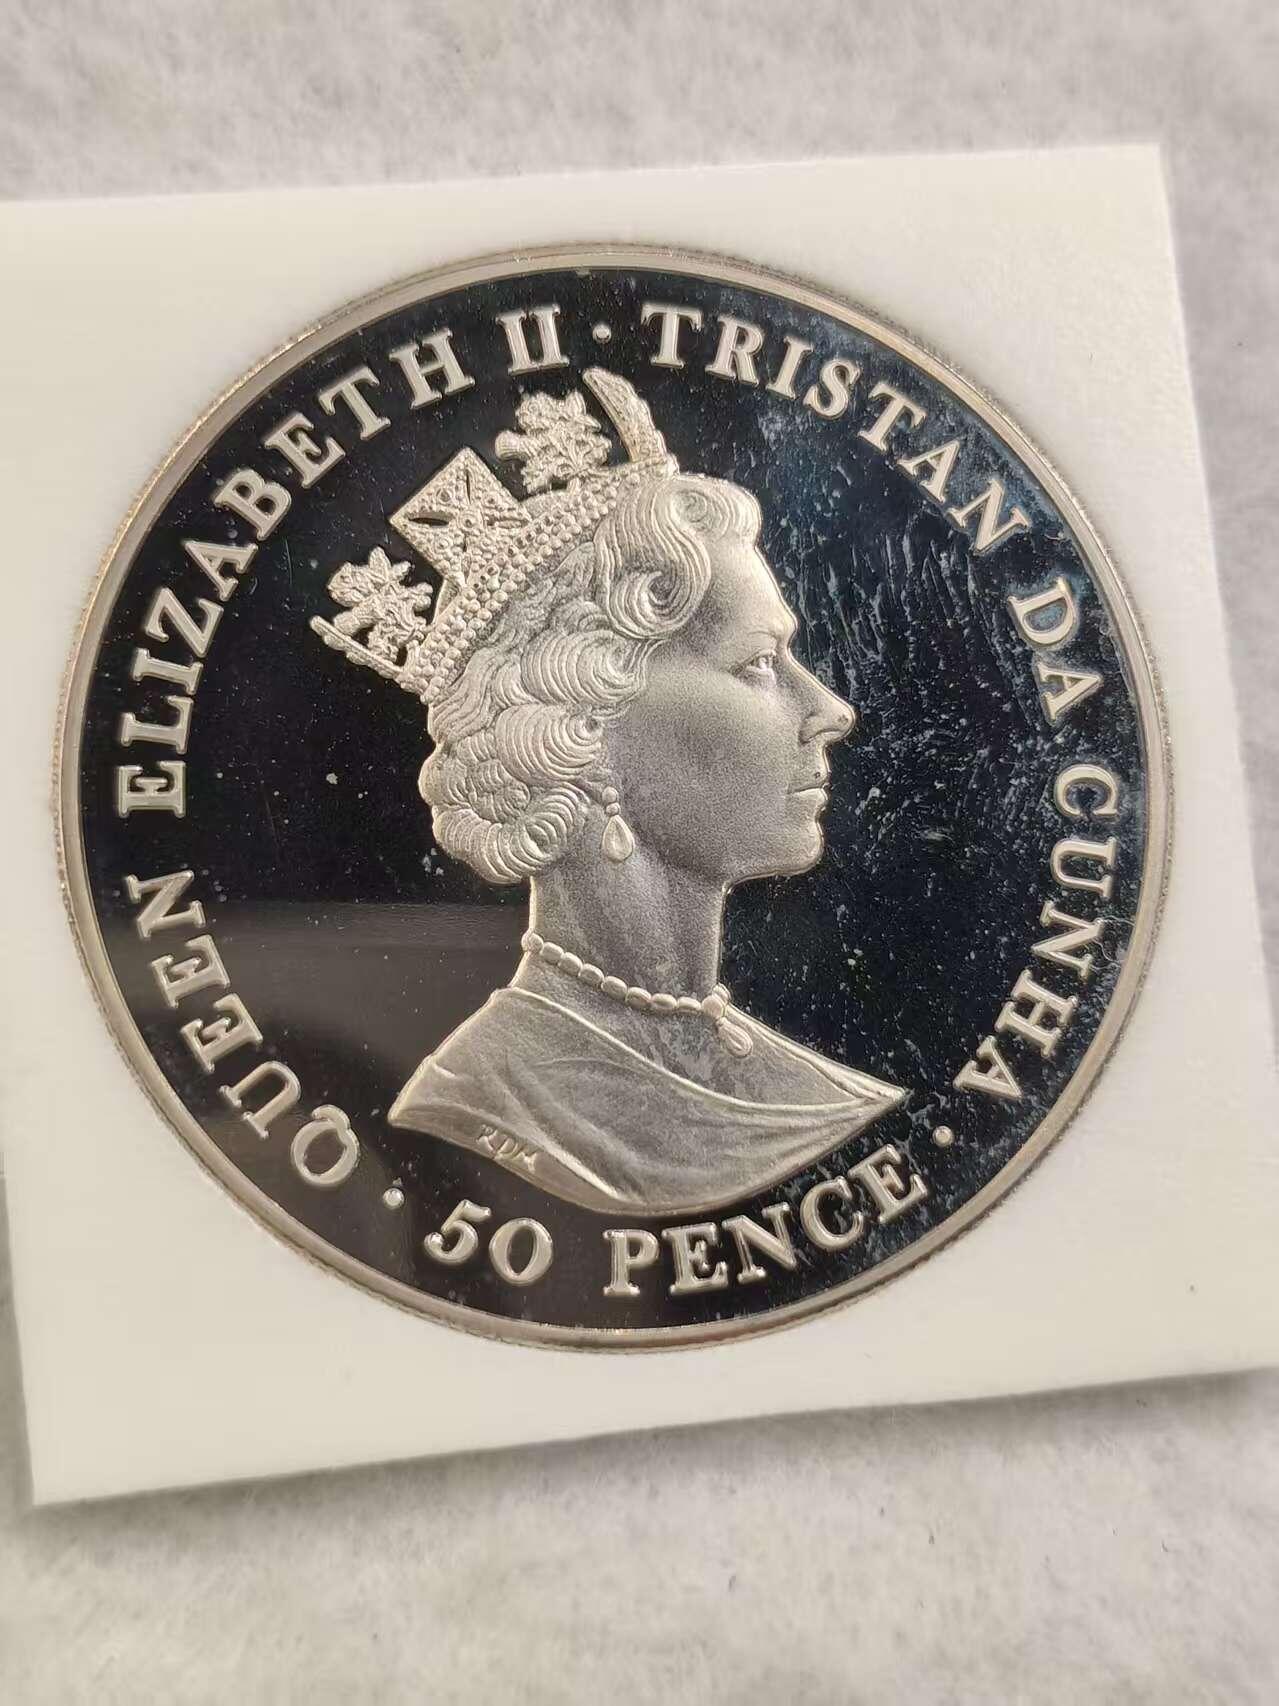 QUEEN ELIZABETH II · TRISTAN DA CUNHA ·
50 PENCE ·
RDM